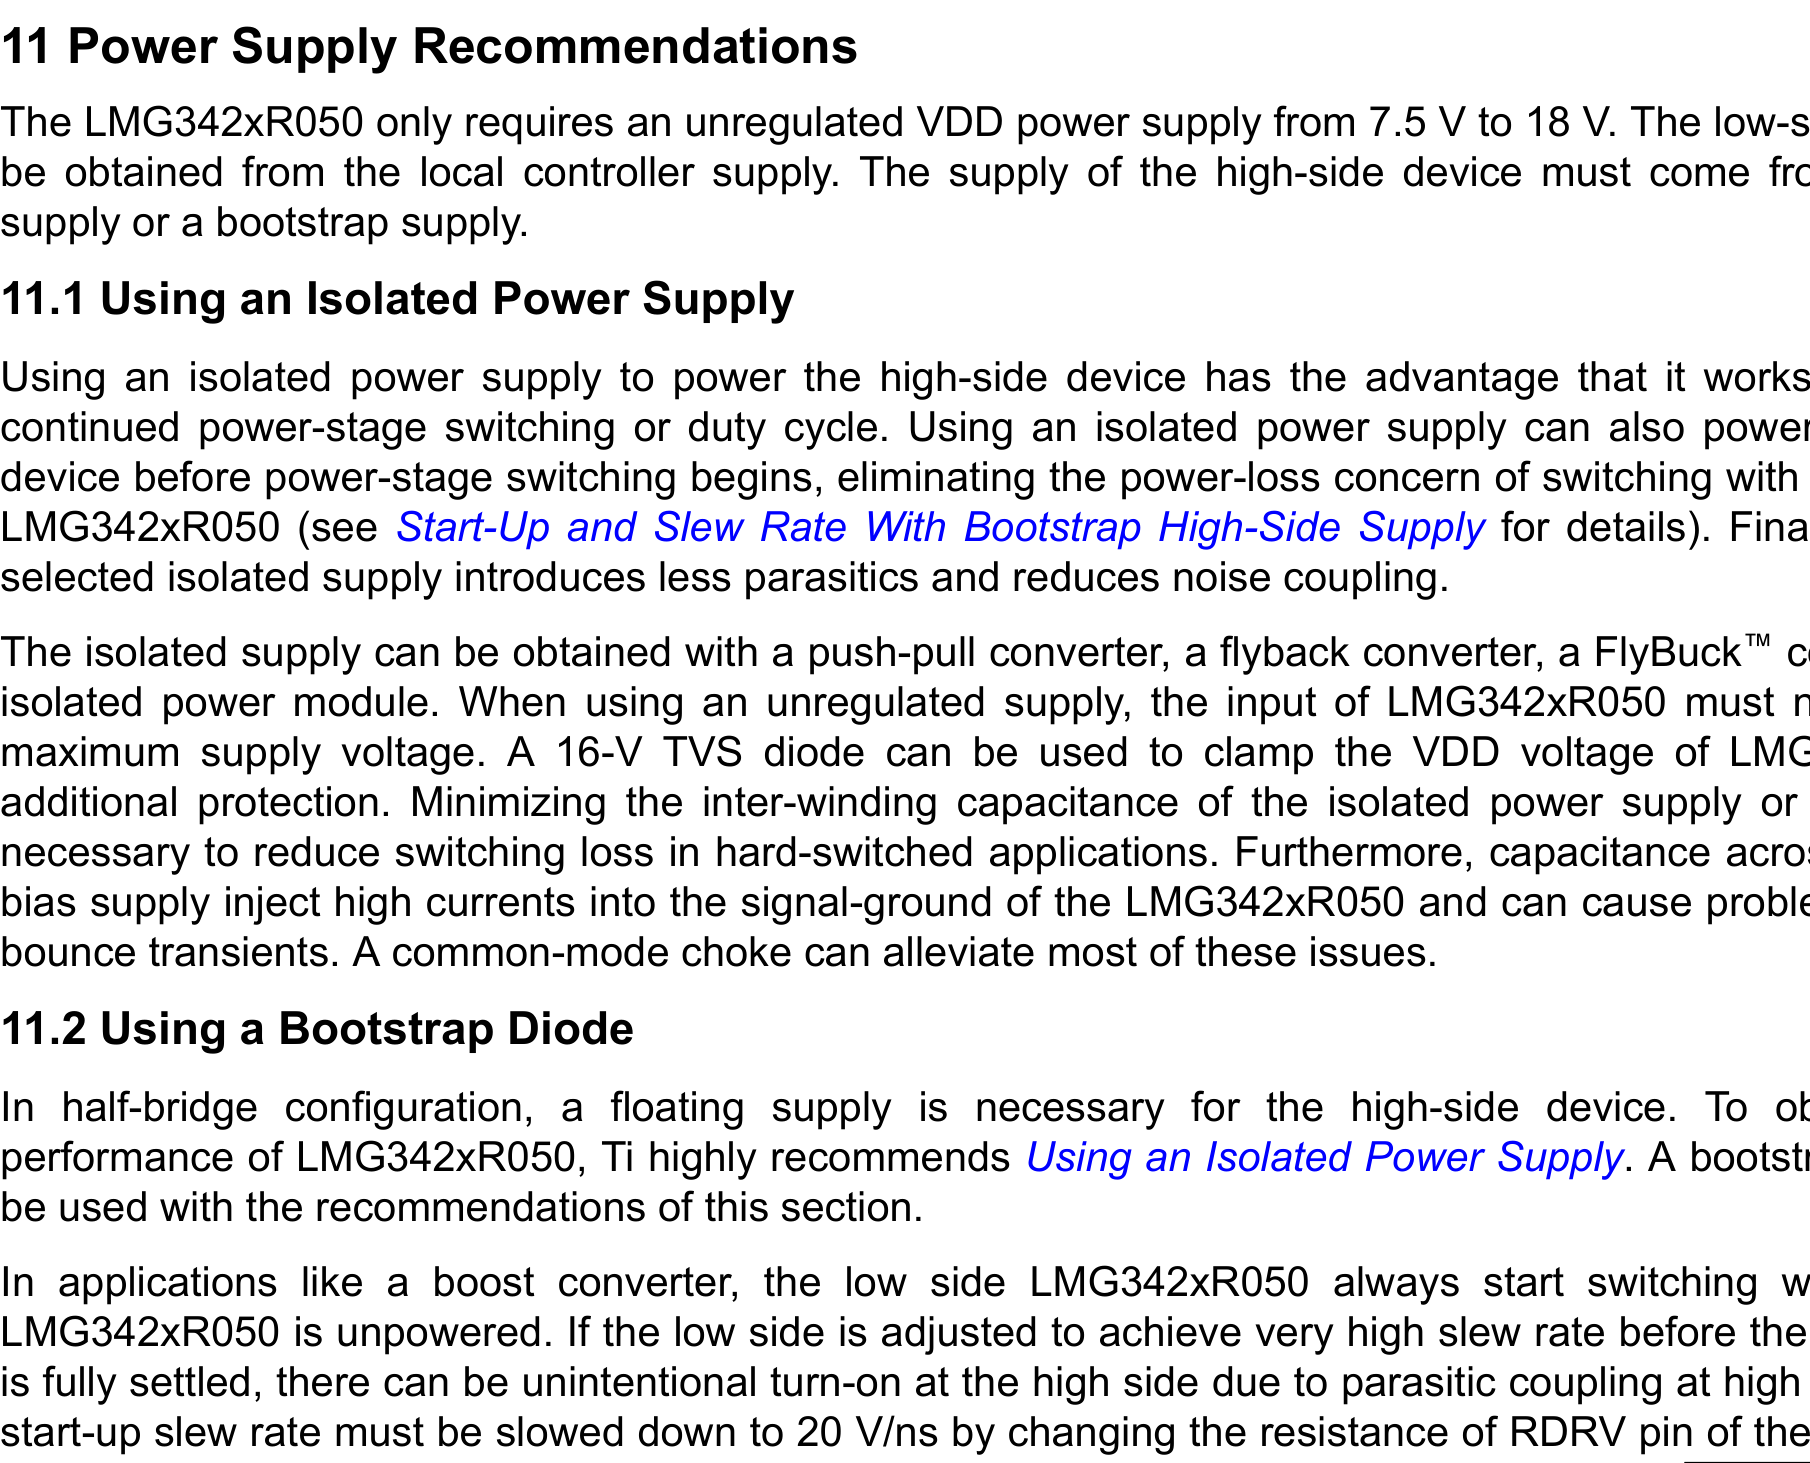 11 Power Supply Recommendations
The LMG342xR050 only requires an unregulated VDD power supply from 7.5 V to 18 V. The low-s
be obtained from the local controller supply. The supply of the high-side device must come fro
supply or a bootstrap supply.
11.1 Using an Isolated Power Supply
Using an isolated power supply to power the high-side device has the advantage that it works
continued power-stage switching or duty cycle. Using an isolated power supply can also power
device before power-stage switching begins, eliminating the power-loss concern of switching with
LMG342xR050 (see Start-Up and Slew Rate With Bootstrap High-Side Supply for details). Fina
selected isolated supply introduces less parasitics and reduces noise coupling.
The isolated supply can be obtained with a push-pull converter, a flyback converter, a FlyBuck™ co
isolated power module. When using an unregulated supply, the input of LMG342xR050 must n
maximum supply voltage. A 16-V TVS diode can be used to clamp the VDD voltage of LMG
additional protection. Minimizing the inter-winding capacitance of the isolated power supply or
necessary to reduce switching loss in hard-switched applications. Furthermore, capacitance acros
bias supply inject high currents into the signal-ground of the LMG342xR050 and can cause proble
bounce transients. A common-mode choke can alleviate most of these issues.
11.2 Using a Bootstrap Diode
In half-bridge configuration, a floating supply is necessary for the high-side device. To ob
performance of LMG342xR050, Ti highly recommends Using an Isolated Power Supply. A bootstr
be used with the recommendations of this section.
In applications like a boost converter, the low side LMG342xR050 always start switching w
LMG342xR050 is unpowered. If the low side is adjusted to achieve very high slew rate before the
is fully settled, there can be unintentional turn-on at the high side due to parasitic coupling at high
start-up slew rate must be slowed down to 20 V/ns by changing the resistance of RDRV pin of the